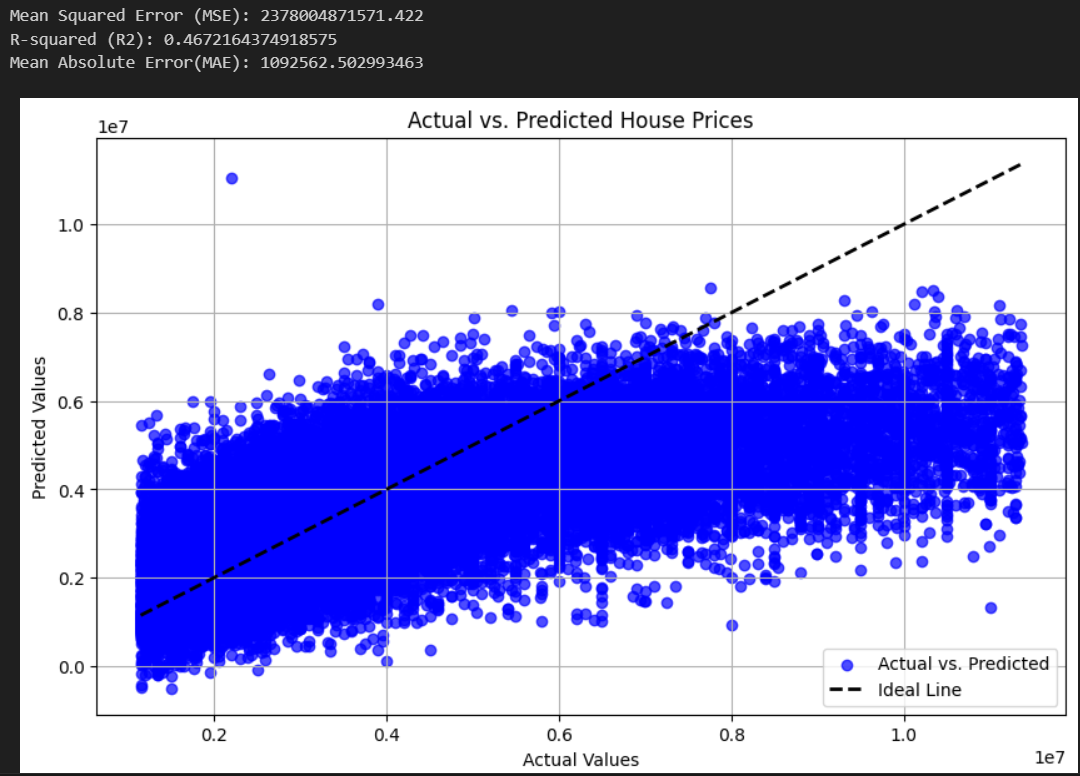 Mean Squared Error (MSE): 2378004871571.422
R-squared (R2): 0.4672164374918575
Mean Absolute Error(MAE): 1092562.502993463
Actual vs. Predicted House Prices
1e7
1.0
0.8
0.6
0.4
0.2
0.0
Predicted Values
Actual vs. Predicted
Ideal Line
0.2 0.4 0.6 0.8 1.0
1e7
Actual Values